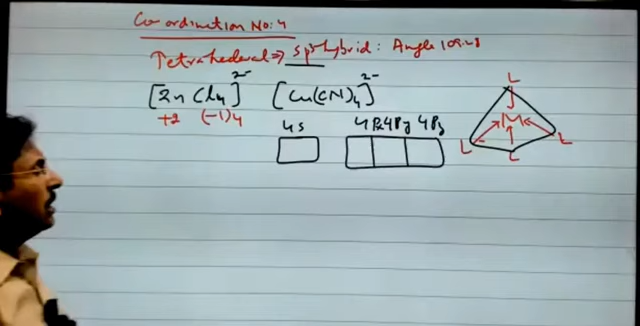 Co-ordination No: 4
Tetrahederal ⇒ sp³-hybrid : Angle 109.28
[Zn Cl4]2- [Cu(CN)4]2-
+2 (-1)4
4s 4Px 4Py 4Pz
L
M
L L
L